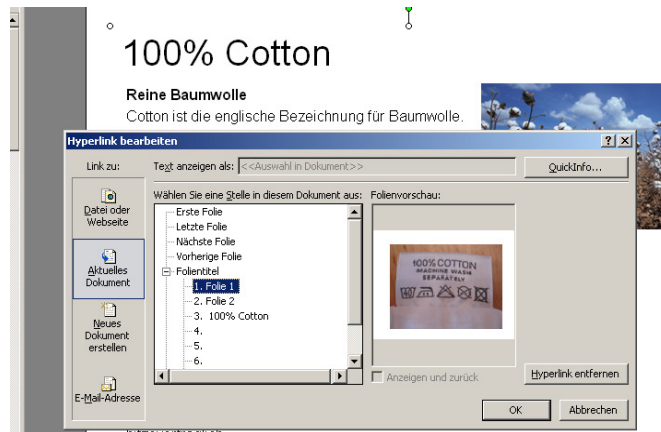 100% Cotton
Reine Baumwolle
Cotton ist die englische Bezeichnung für Baumwolle.
Hyperlink bearbeiten
Link zu:
Text anzeigen als:
<<Auswahl in Dokument>>
QuickInfo...
Datei oder
Webseite
Aktuelles
Dokument
Neues
Dokument
erstellen
E-Mail-Adresse
Wählen Sie eine Stelle in diesem Dokument aus:
Erste Folie
Letzte Folie
Nächste Folie
Vorherige Folie
Folientitel
1. Folie 1
2. Folie 2
3. 100% Cotton
4.
5.
6.
Folienvorschau:
100% COTTON
MACHINE WASH
SEPARATELY
Anzeigen und zurück
Hyperlink entfernen
OK
Abbrechen